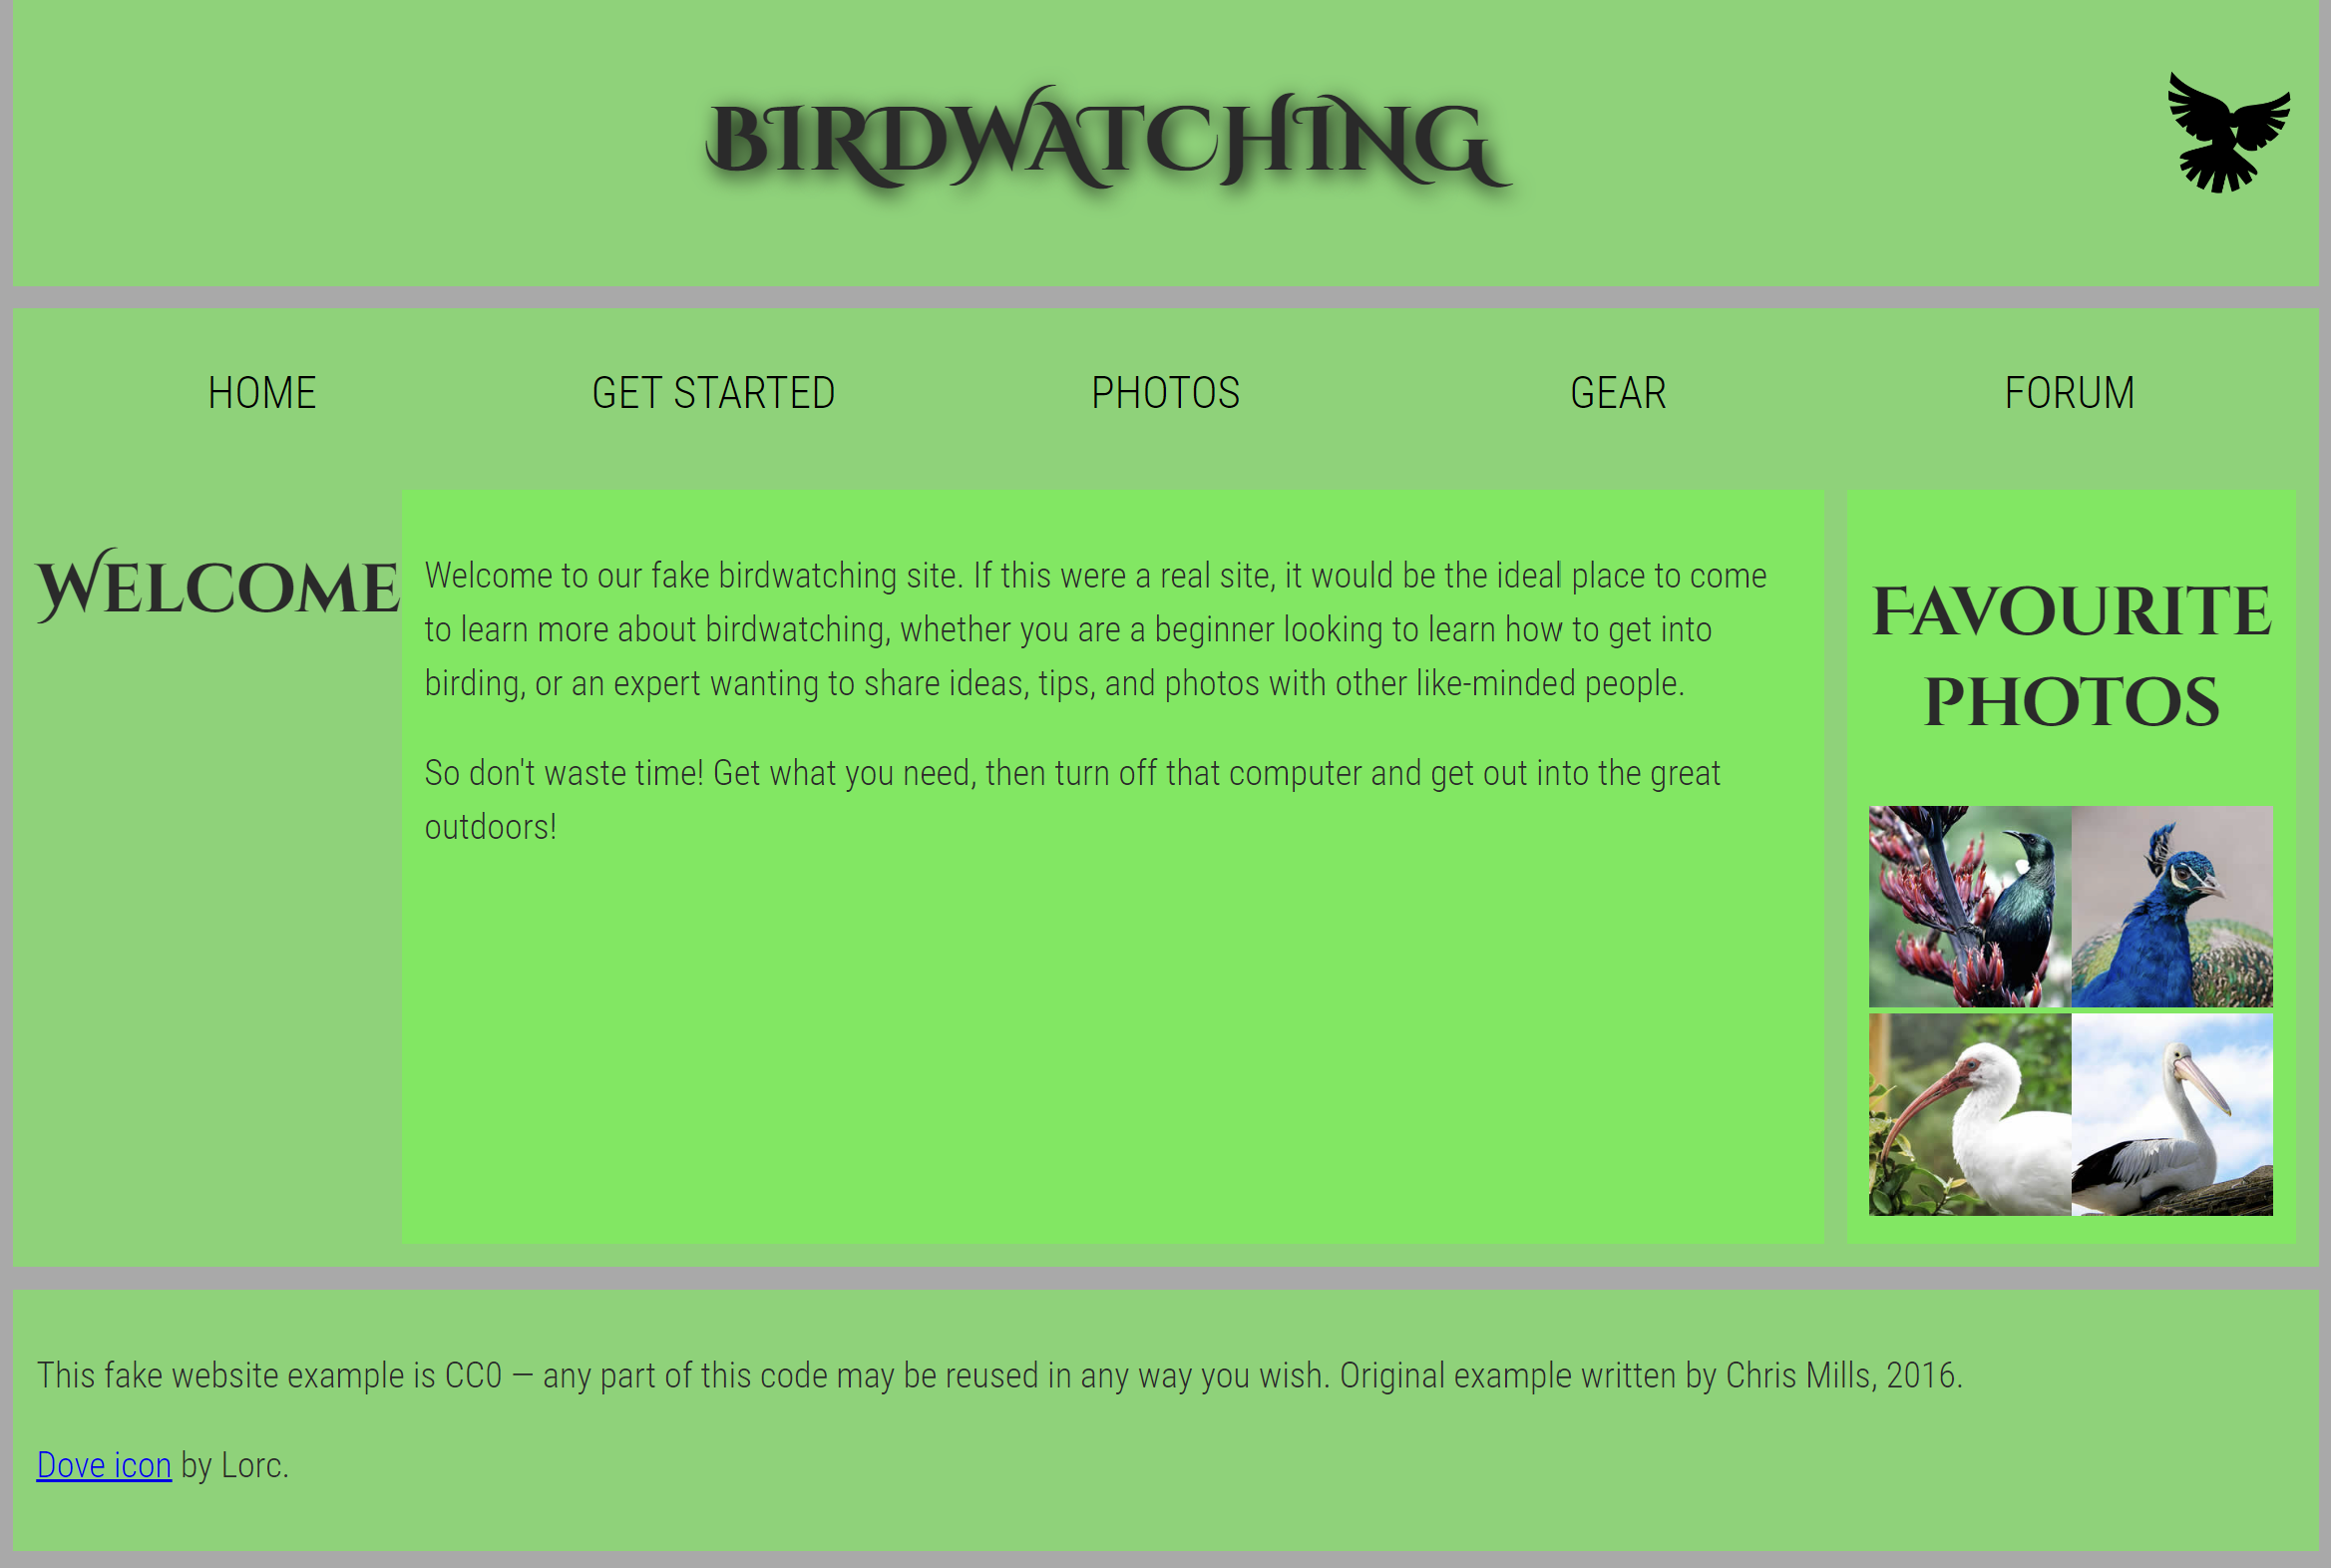 BIRDWATCHING
HOME
GET STARTED
PHOTOS
GEAR
FORUM
WELCOME
Welcome to our fake birdwatching site. If this were a real site, it would be the ideal place to come
to learn more about birdwatching, whether you are a beginner looking to learn how to get into
birding, or an expert wanting to share ideas, tips, and photos with other like-minded people.
So don't waste time! Get what you need, then turn off that computer and get out into the great
outdoors!
FAVOURITE
PHOTOS
This fake website example is CC0 — any part of this code may be reused in any way you wish. Original example written by Chris Mills, 2016.
Dove icon by Lorc.